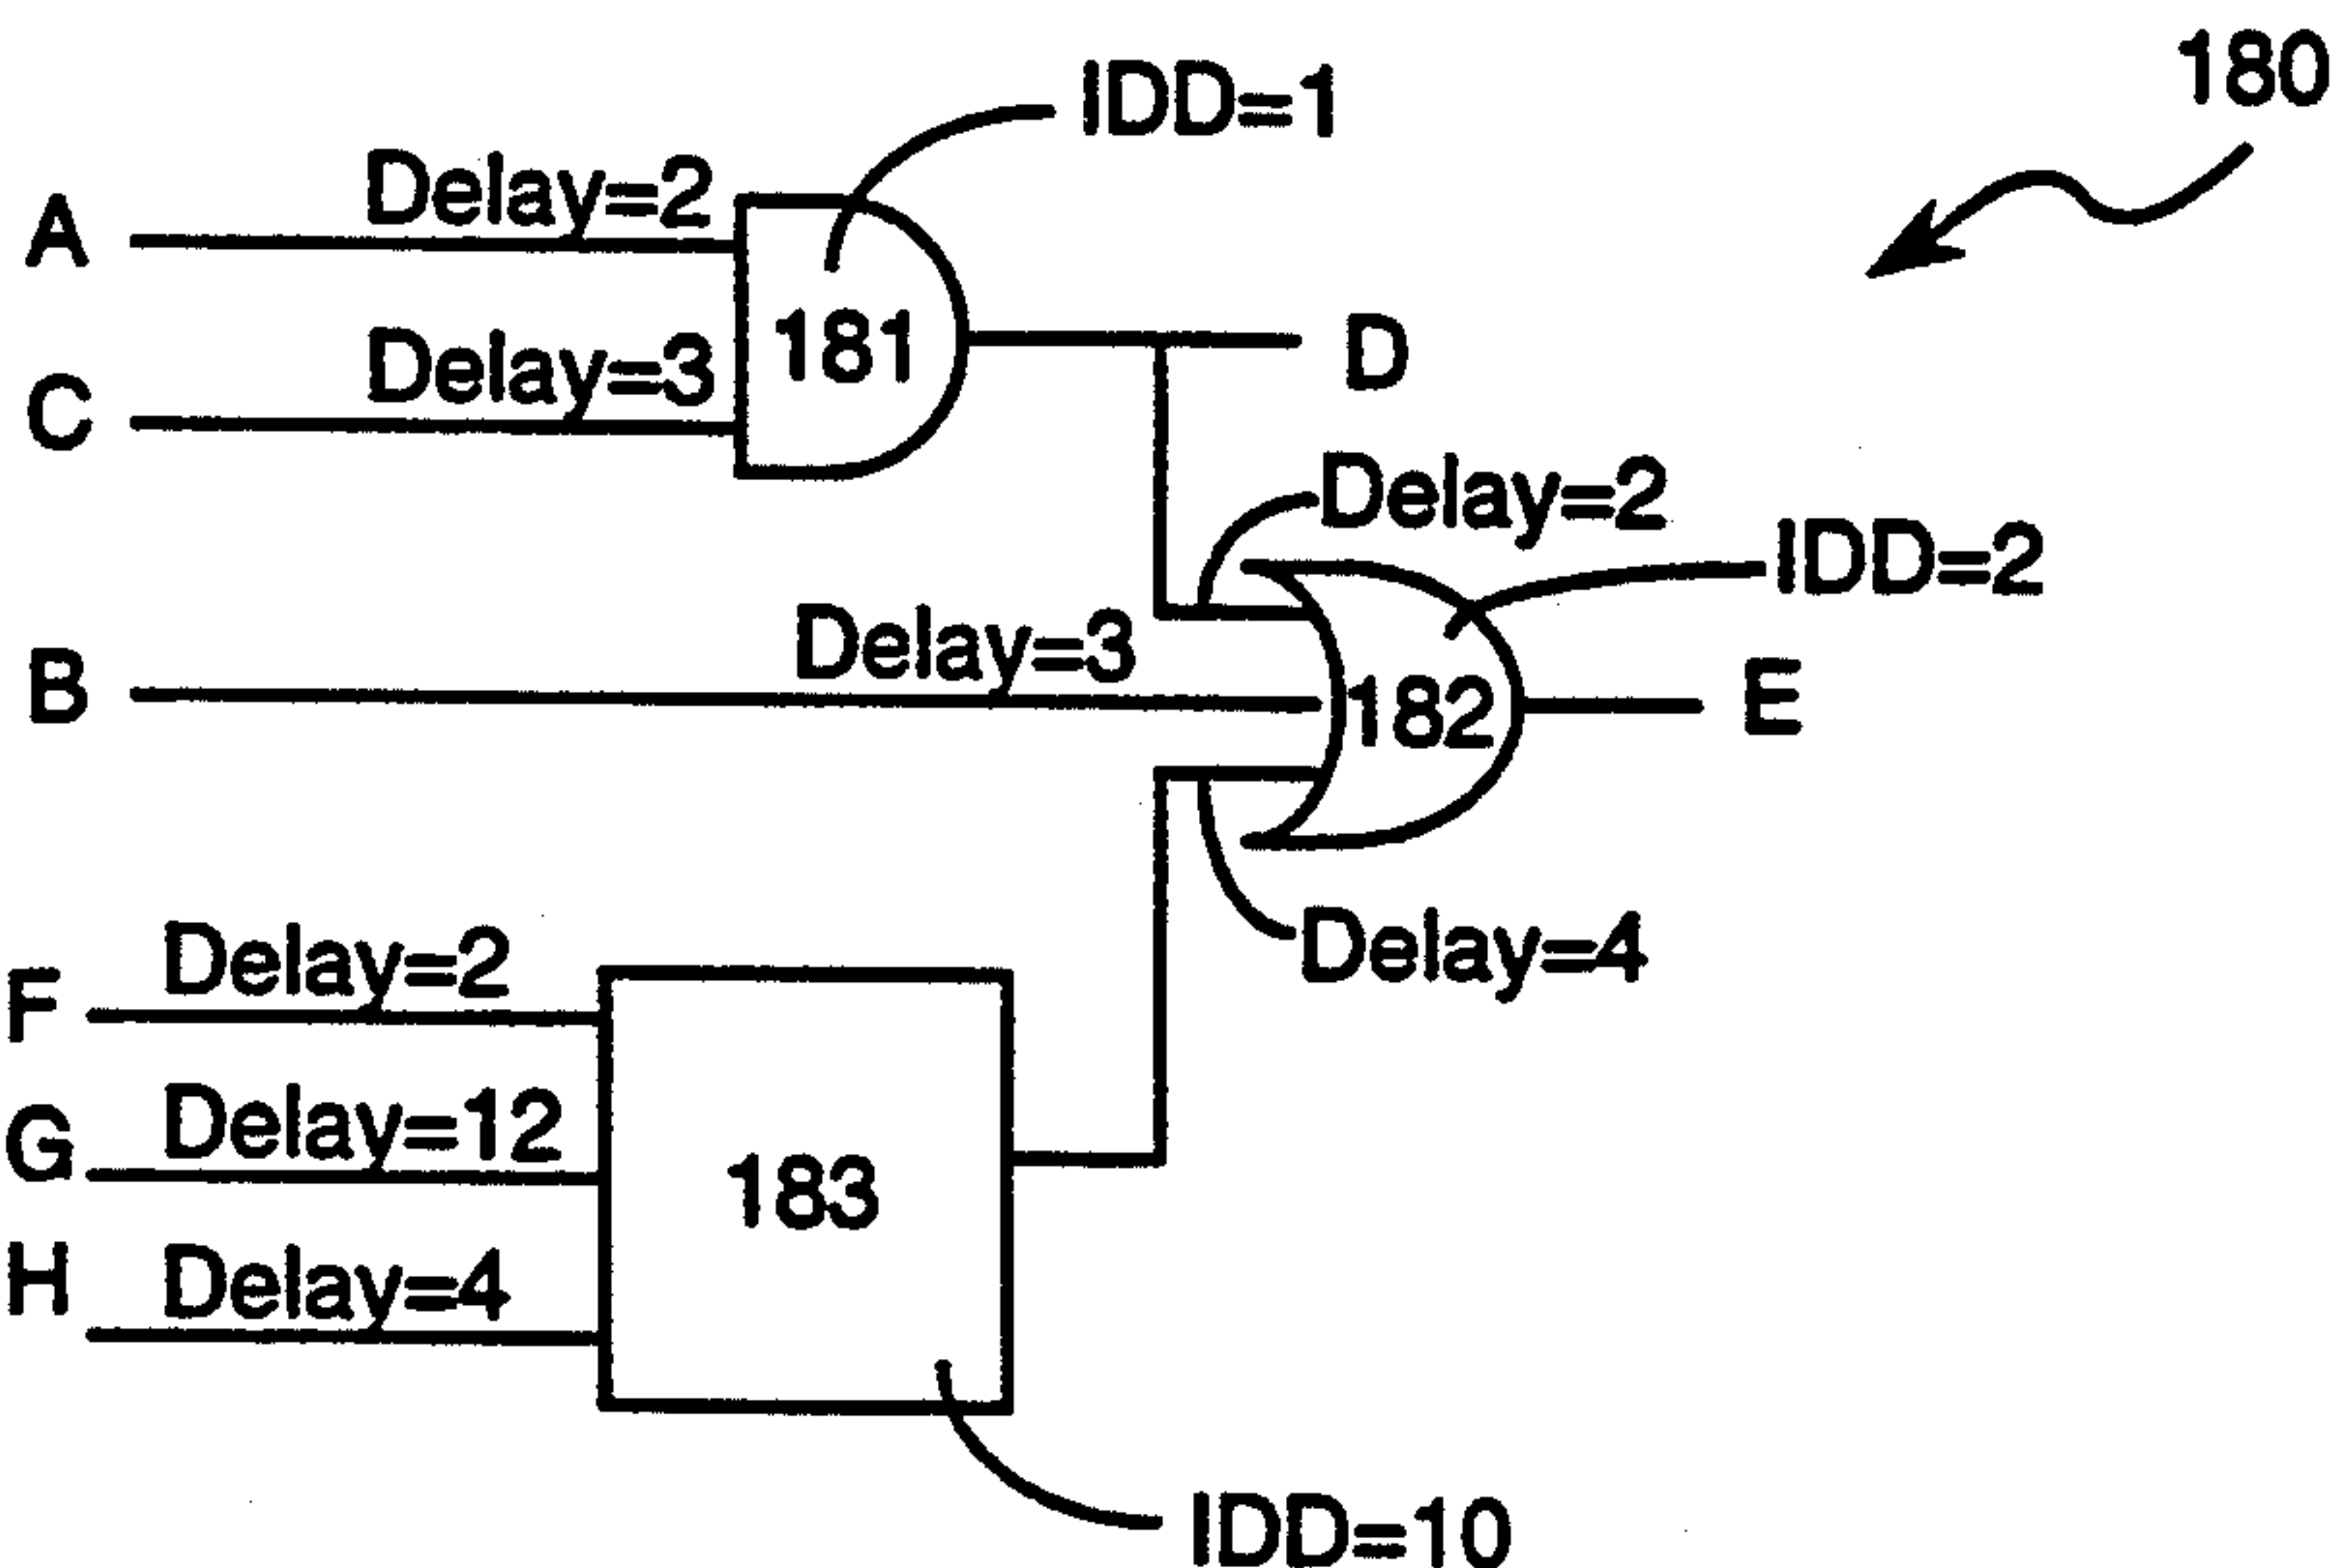 180
IDD=1
A
Delay=2
C
Delay=3
181
D
Delay=2
IDD=2
B
Delay=3
182
E
Delay=4
F
Delay=2
G
Delay=12
183
H
Delay=4
IDD=10